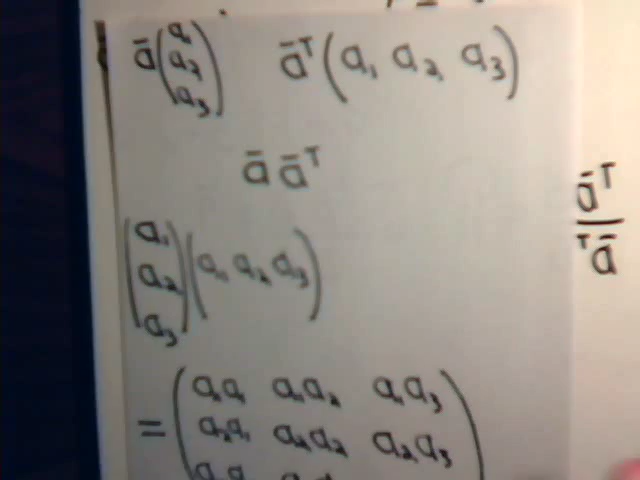 ā (a₁ a₂ a₃) āᵀ (a₁ a₂ a₃)
ā āᵀ
(a₁ a₂ a₃) (a₁ a₂ a₃)
= (a₁a₁ a₁a₂ a₁a₃
a₂a₁ a₂a₂ a₂a₃
āᵀ
ᵀā